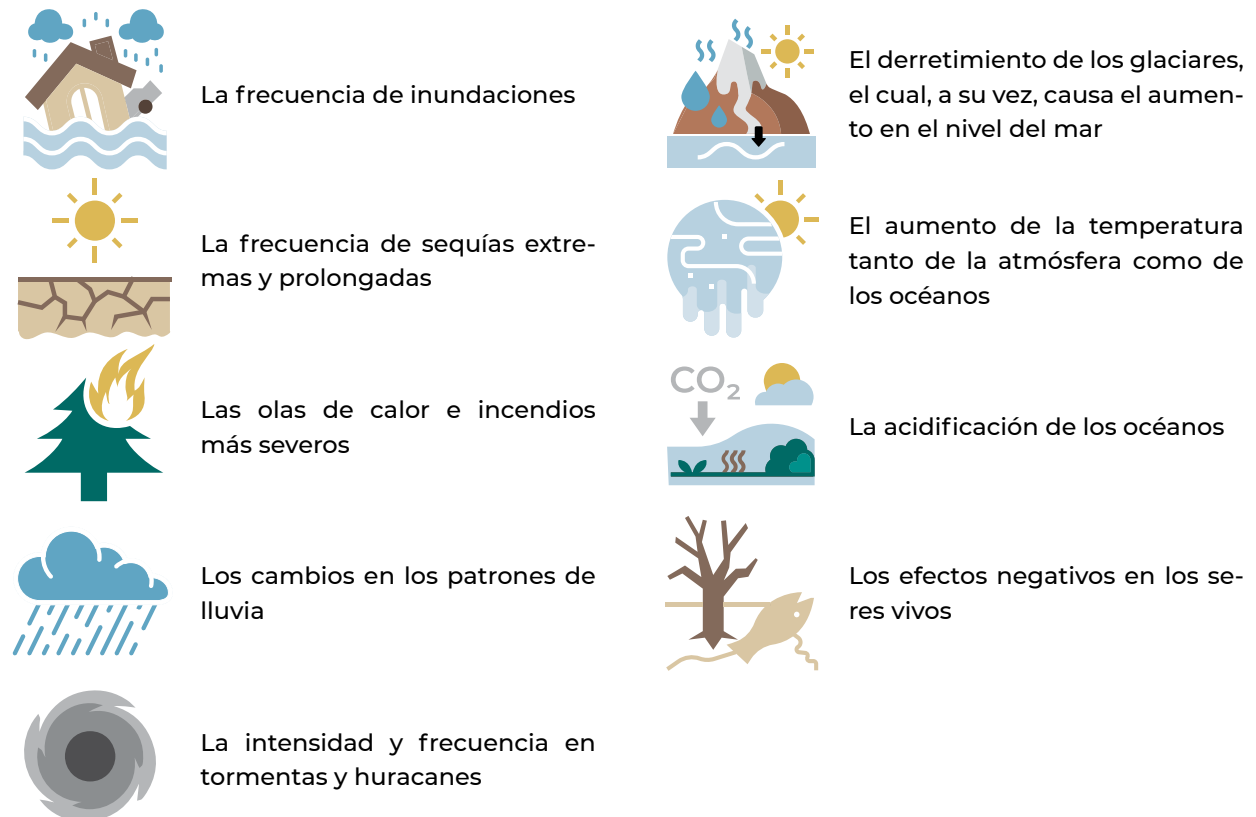 La frecuencia de inundaciones
La frecuencia de sequías extre-
mas y prolongadas
Las olas de calor e incendios
más severos
Los cambios en los patrones de
lluvia
La intensidad y frecuencia en
tormentas y huracanes
El derretimiento de los glaciares,
el cual, a su vez, causa el aumen-
to en el nivel del mar
El aumento de la temperatura
tanto de la atmósfera como de
los océanos
CO₂
La acidificación de los océanos
Los efectos negativos en los se-
res vivos